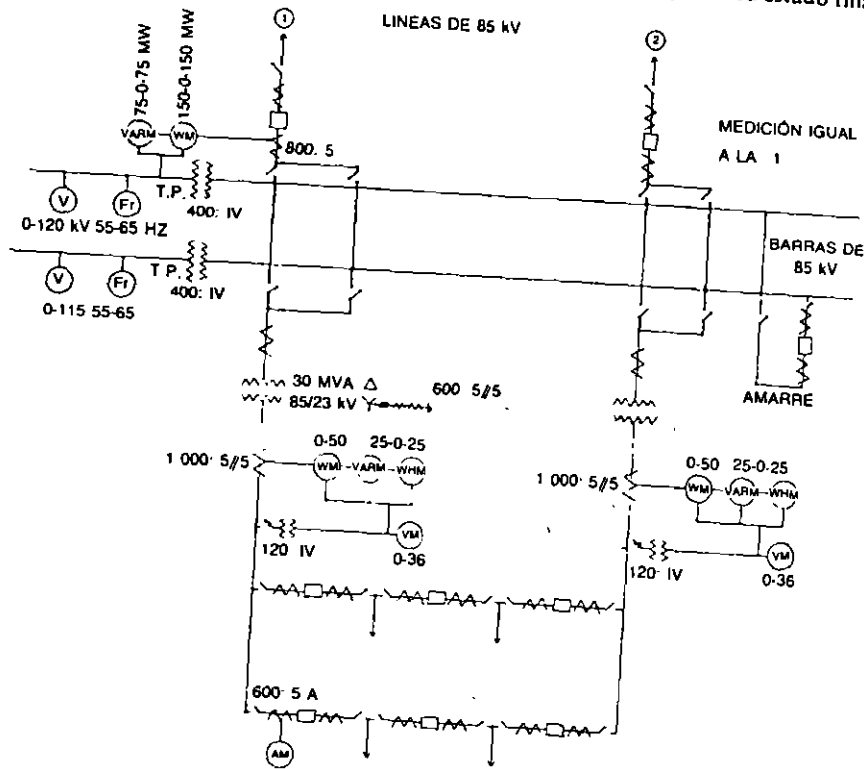 estado
LINEAS DE 85 kV
1
2
75-0-75 MW
150-0-150 MW
VARM
WM
800. 5
MEDICIÓN IGUAL
A LA 1
T.P.
400: IV
V
Fr
0-120 kV 55-65 HZ
BARRAS DE
85 kV
T P.
400: IV
V
Fr
0-115 55-65
AMARRE
30 MVA
85/23 kV
600 5//5
1 000· 5//5
0-50 25-0-25
WM VARM WHM
120 IV
VM
0-36
1 000· 5//5
0-50 25-0-25
WM VARM WHM
120· IV
VM
0-36
600· 5 A
AM